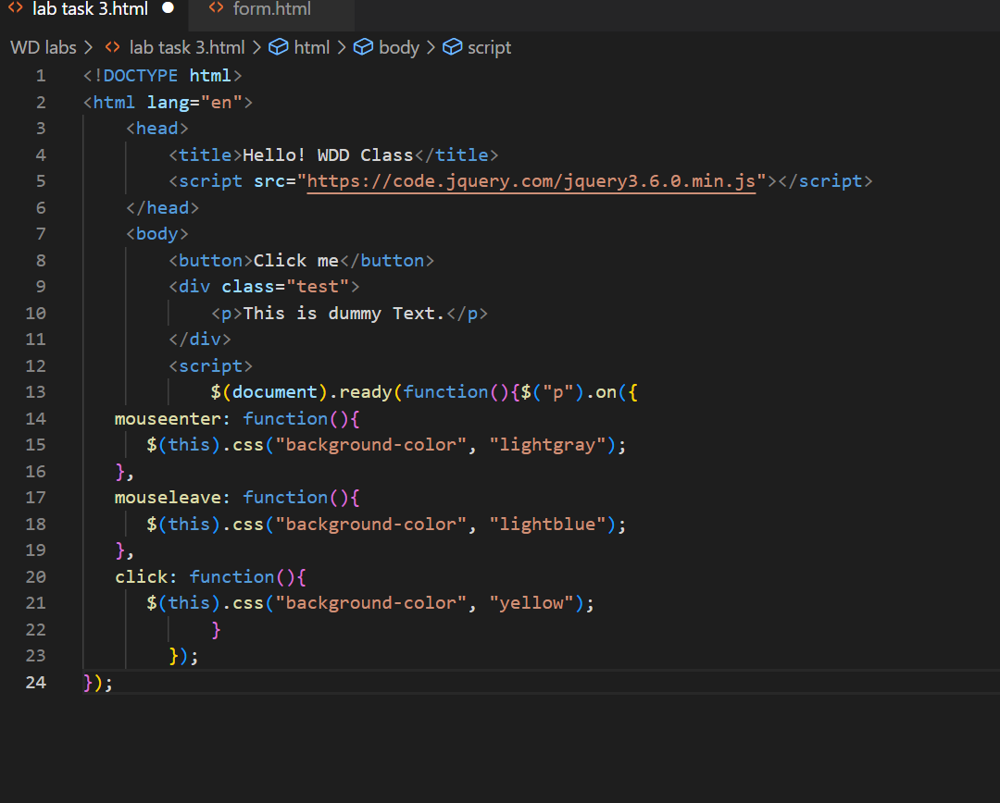 lab task 3.html form.html
WD labs > lab task 3.html > html > body > script
1 <!DOCTYPE html>
2 <html lang="en">
3 <head>
4 <title>Hello! WDD Class</title>
5 <script src="https://code.jquery.com/jquery3.6.0.min.js"></script>
6 </head>
7 <body>
8 <button>Click me</button>
9 <div class="test">
10 <p>This is dummy Text.</p>
11 </div>
12 <script>
13 $(document).ready(function(){$("p").on({
14 mouseenter: function(){
15 $(this).css("background-color", "lightgray");
16 },
17 mouseleave: function(){
18 $(this).css("background-color", "lightblue");
19 },
20 click: function(){
21 $(this).css("background-color", "yellow");
22 }
23 });
24 });